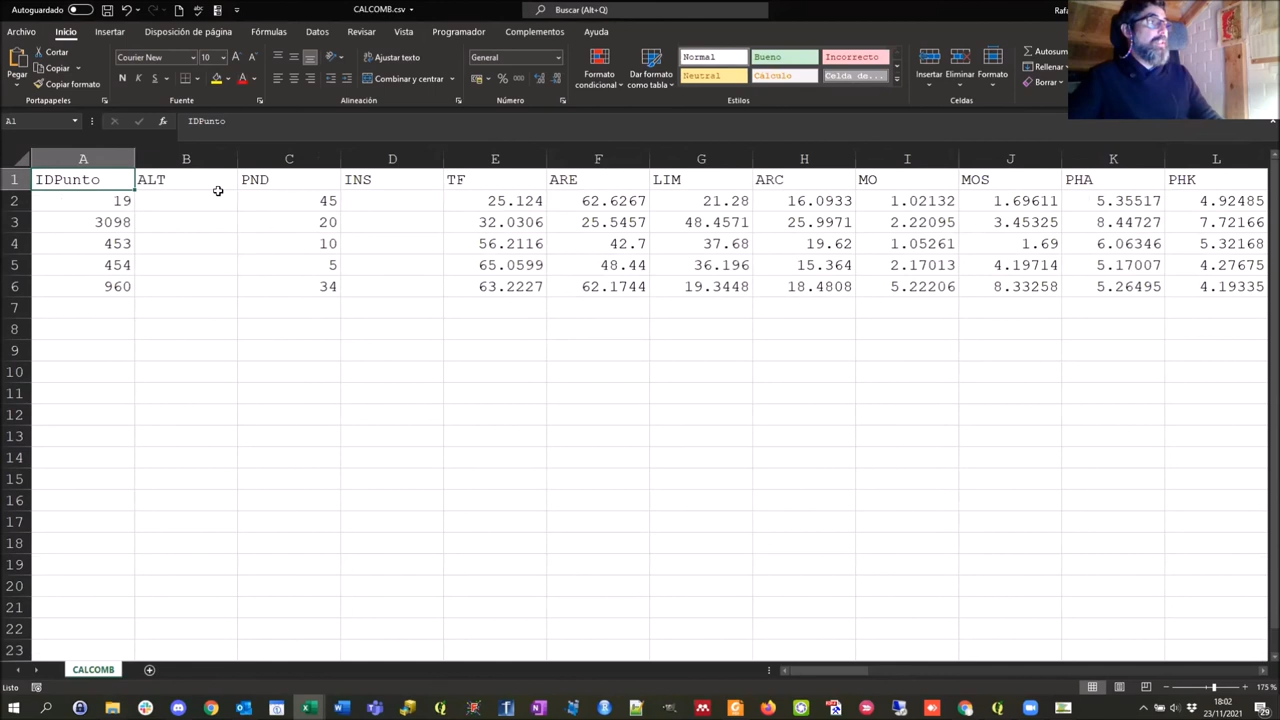 Autoguardado
CALCOMB.csv
Buscar (Alt+Q)
Rafa
Archivo Inicio Insertar Disposición de página Fórmulas Datos Revisar Vista Programador Complementos Ayuda
Pegar
Cortar
Copiar
Copiar formato
Portapapeles
Courier New 10
N K S
Fuente
Ajustar texto
Combinar y centrar
Alineación
General
Número
Formato condicional
Dar formato como tabla
Normal Bueno Incorrecto
Neutral Cálculo Celda de...
Estilos
Insertar Eliminar Formato
Celdas
Autosum
Rellenar
Borrar
A1 fx IDPunto
A B C D E F G H I J K L
1 IDPunto ALT PND INS TF ARE LIM ARC MO MOS PHA PHK
2 19 45 25.124 62.6267 21.28 16.0933 1.02132 1.69611 5.35517 4.92485
3 3098 20 32.0306 25.5457 48.4571 25.9971 2.22095 3.45325 8.44727 7.72166
4 453 10 56.2116 42.7 37.68 19.62 1.05261 1.69 6.06346 5.32168
5 454 5 65.0599 48.44 36.196 15.364 2.17013 4.19714 5.17007 4.27675
6 960 34 63.2227 62.1744 19.3448 18.4808 5.22206 8.33258 5.26495 4.19335
7
8
9
10
11
12
13
14
15
16
17
18
19
20
21
22
23
CALCOMB
Listo
175 %
18:02
23/11/2021